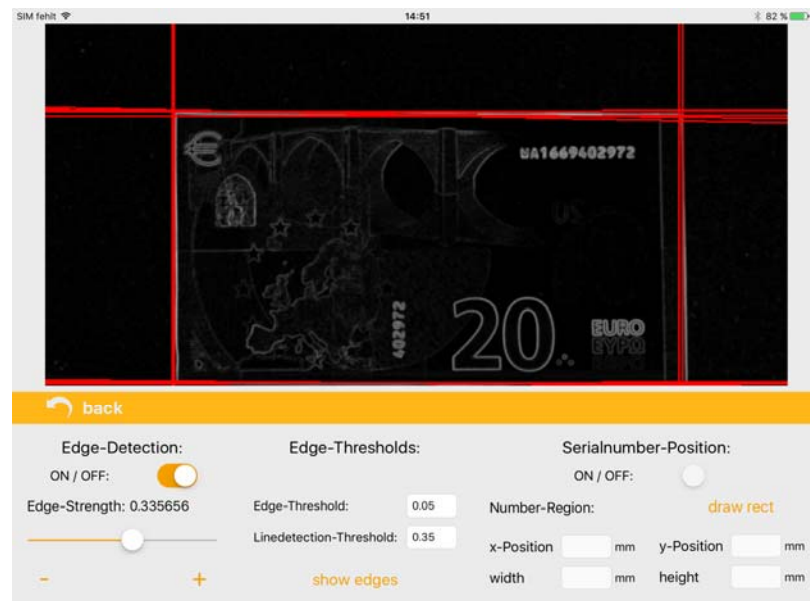 SIM fehlt 14:51 82 %
UA1669402972
US
402972
20
EURO
ΕΥΡΩ
back
Edge-Detection: Edge-Thresholds: Serialnumber-Position:
ON / OFF: ON / OFF:
Edge-Strength: 0.335656 Edge-Threshold: 0.05 Number-Region: draw rect
Linedetection-Threshold: 0.35
x-Position mm y-Position mm
- + show edges width mm height mm